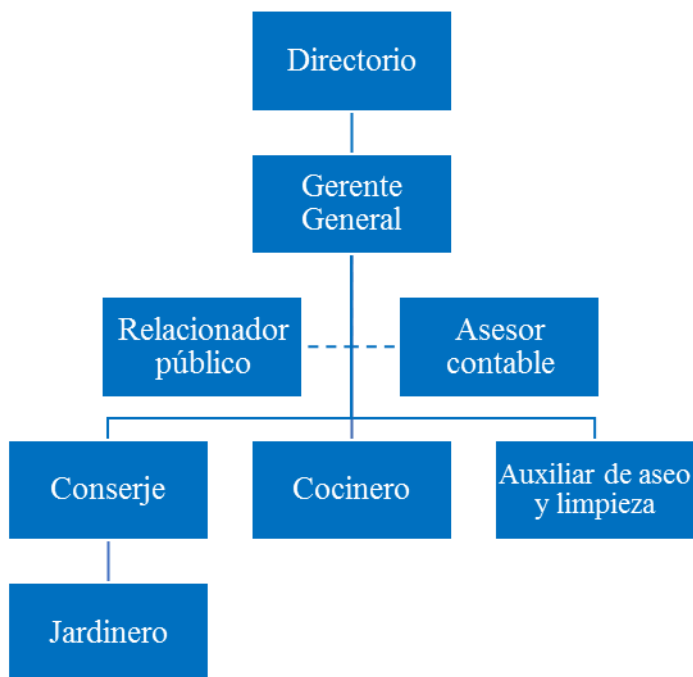 Directorio
Gerente
General
Relacionador
público
Asesor
contable
Conserje
Cocinero
Auxiliar de aseo
y limpieza
Jardinero